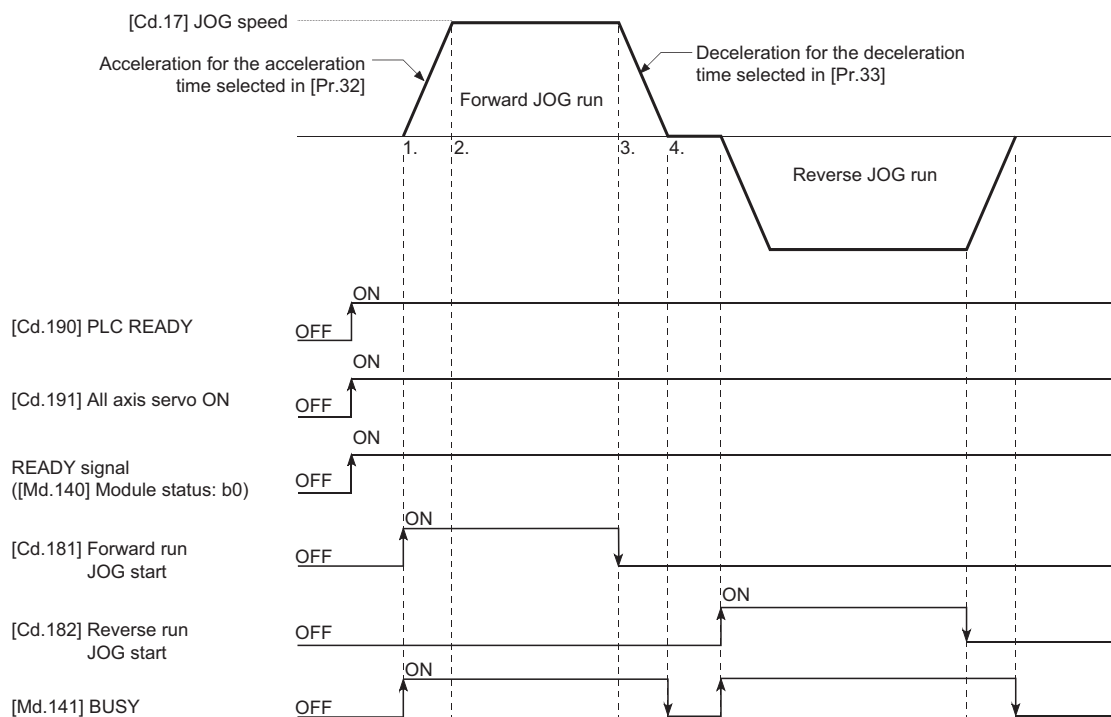 [Cd.17] JOG speed
Acceleration for the acceleration
time selected in [Pr.32]
Deceleration for the deceleration
time selected in [Pr.33]
Forward JOG run
1. 2. 3. 4.
Reverse JOG run
ON
[Cd.190] PLC READY
OFF
ON
[Cd.191] All axis servo ON
OFF
ON
READY signal
([Md.140] Module status: b0)
OFF
ON
[Cd.181] Forward run
JOG start
OFF
ON
[Cd.182] Reverse run
JOG start
OFF
ON
[Md.141] BUSY
OFF